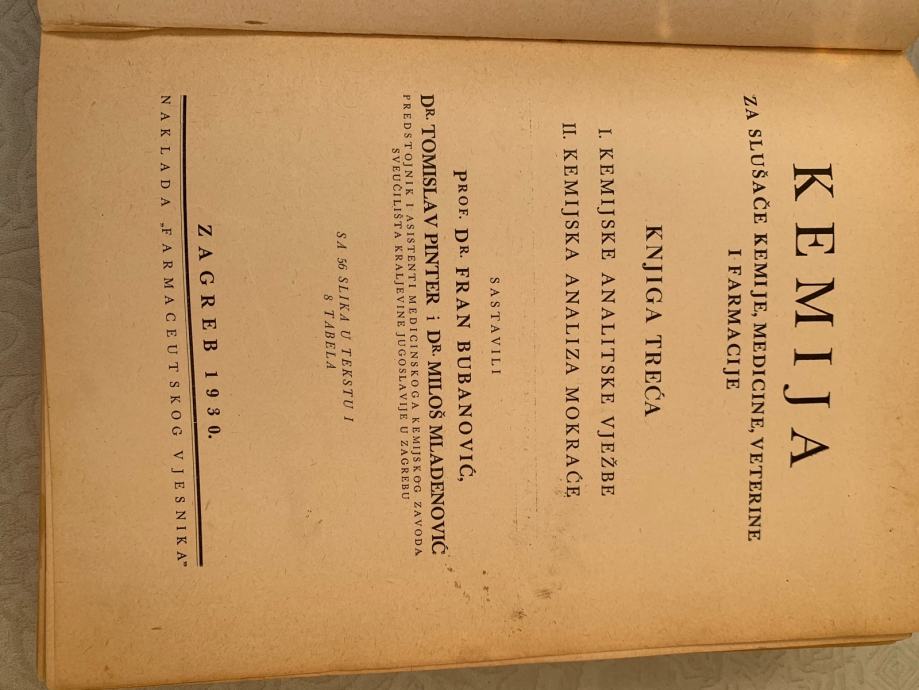 KEMIJA
ZA SLUŠAČE KEMIJE, MEDICINE, VETERINE
I FARMACIJE
KNJIGA TREĆA
I. KEMIJSKE ANALITSKE VJEŽBE
II. KEMIJSKA ANALIZA MOKRAĆE
SASTAVILI
PROF. DR. FRAN BUBANOVIĆ,
DR. TOMISLAV PINTER i DR. MILOŠ MLADENOVIĆ
PREDSTOJNIK I ASISTENTI MEDICINSKOGA KEMIJSKOG ZAVODA
SVEUČILIŠTA KRALJEVINE JUGOSLAVIJE U ZAGREBU
SA 56 SLIKA U TEKSTU I
8 TABELA
ZAGREB 1930.
NAKLADA „FARMACEUTSKOG VJESNIKA”